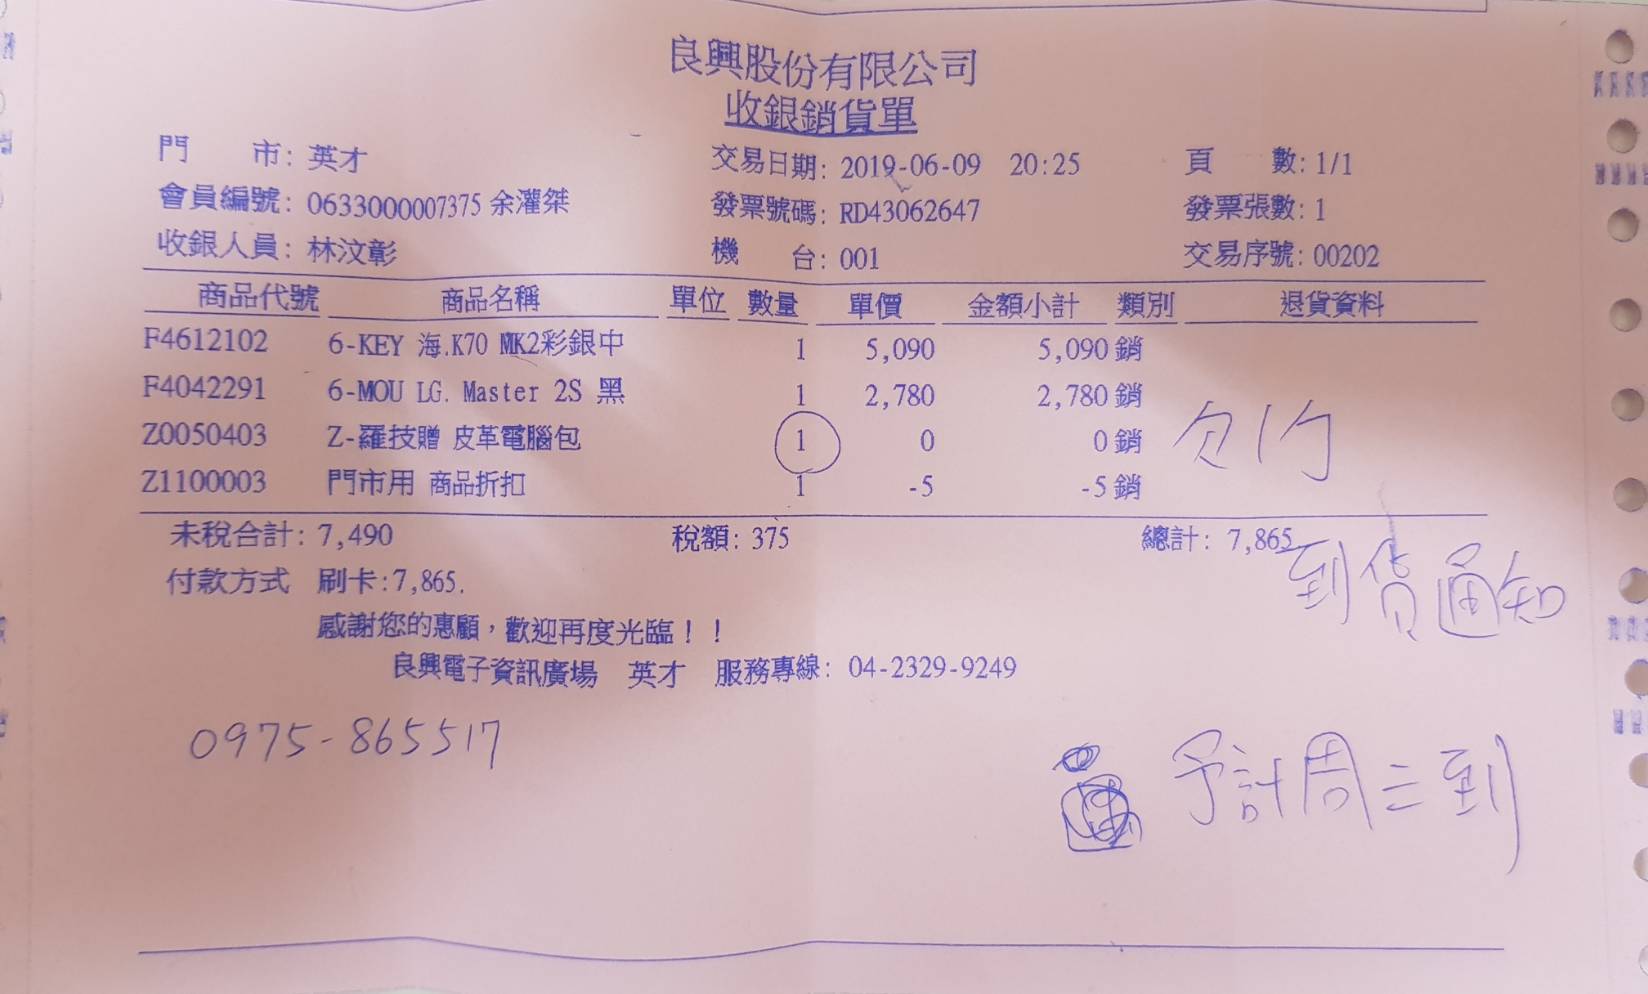 良興股份有限公司
收銀銷貨單
門 市: 英才 交易日期: 2019-06-09 20:25 頁 數: 1/1
會員編號: 0633000007375 余灌桀 發票號碼: RD43062647 發票張數: 1
收銀人員: 林汶彰 機 台: 001 交易序號: 00202
商品代號 商品名稱 單位 數量 單價 金額小計 類別 退貨資料
F4612102 6-KEY 海.K70 MK2彩銀中 1 5,090 5,090 銷
F4042291 6-MOU LG. Master 2S 黑 1 2,780 2,780 銷
Z0050403 Z-羅技贈 皮革電腦包 1 0 0 銷 欠1个
Z1100003 門市用 商品折扣 1 -5 -5 銷
未稅合計: 7,490 稅額: 375 總計: 7,865
到貨通知
付款方式 刷卡:7,865.
感謝您的惠顧，歡迎再度光臨！！
良興電子資訊廣場 英才 服務專線: 04-2329-9249
0975-865517
予計周二到